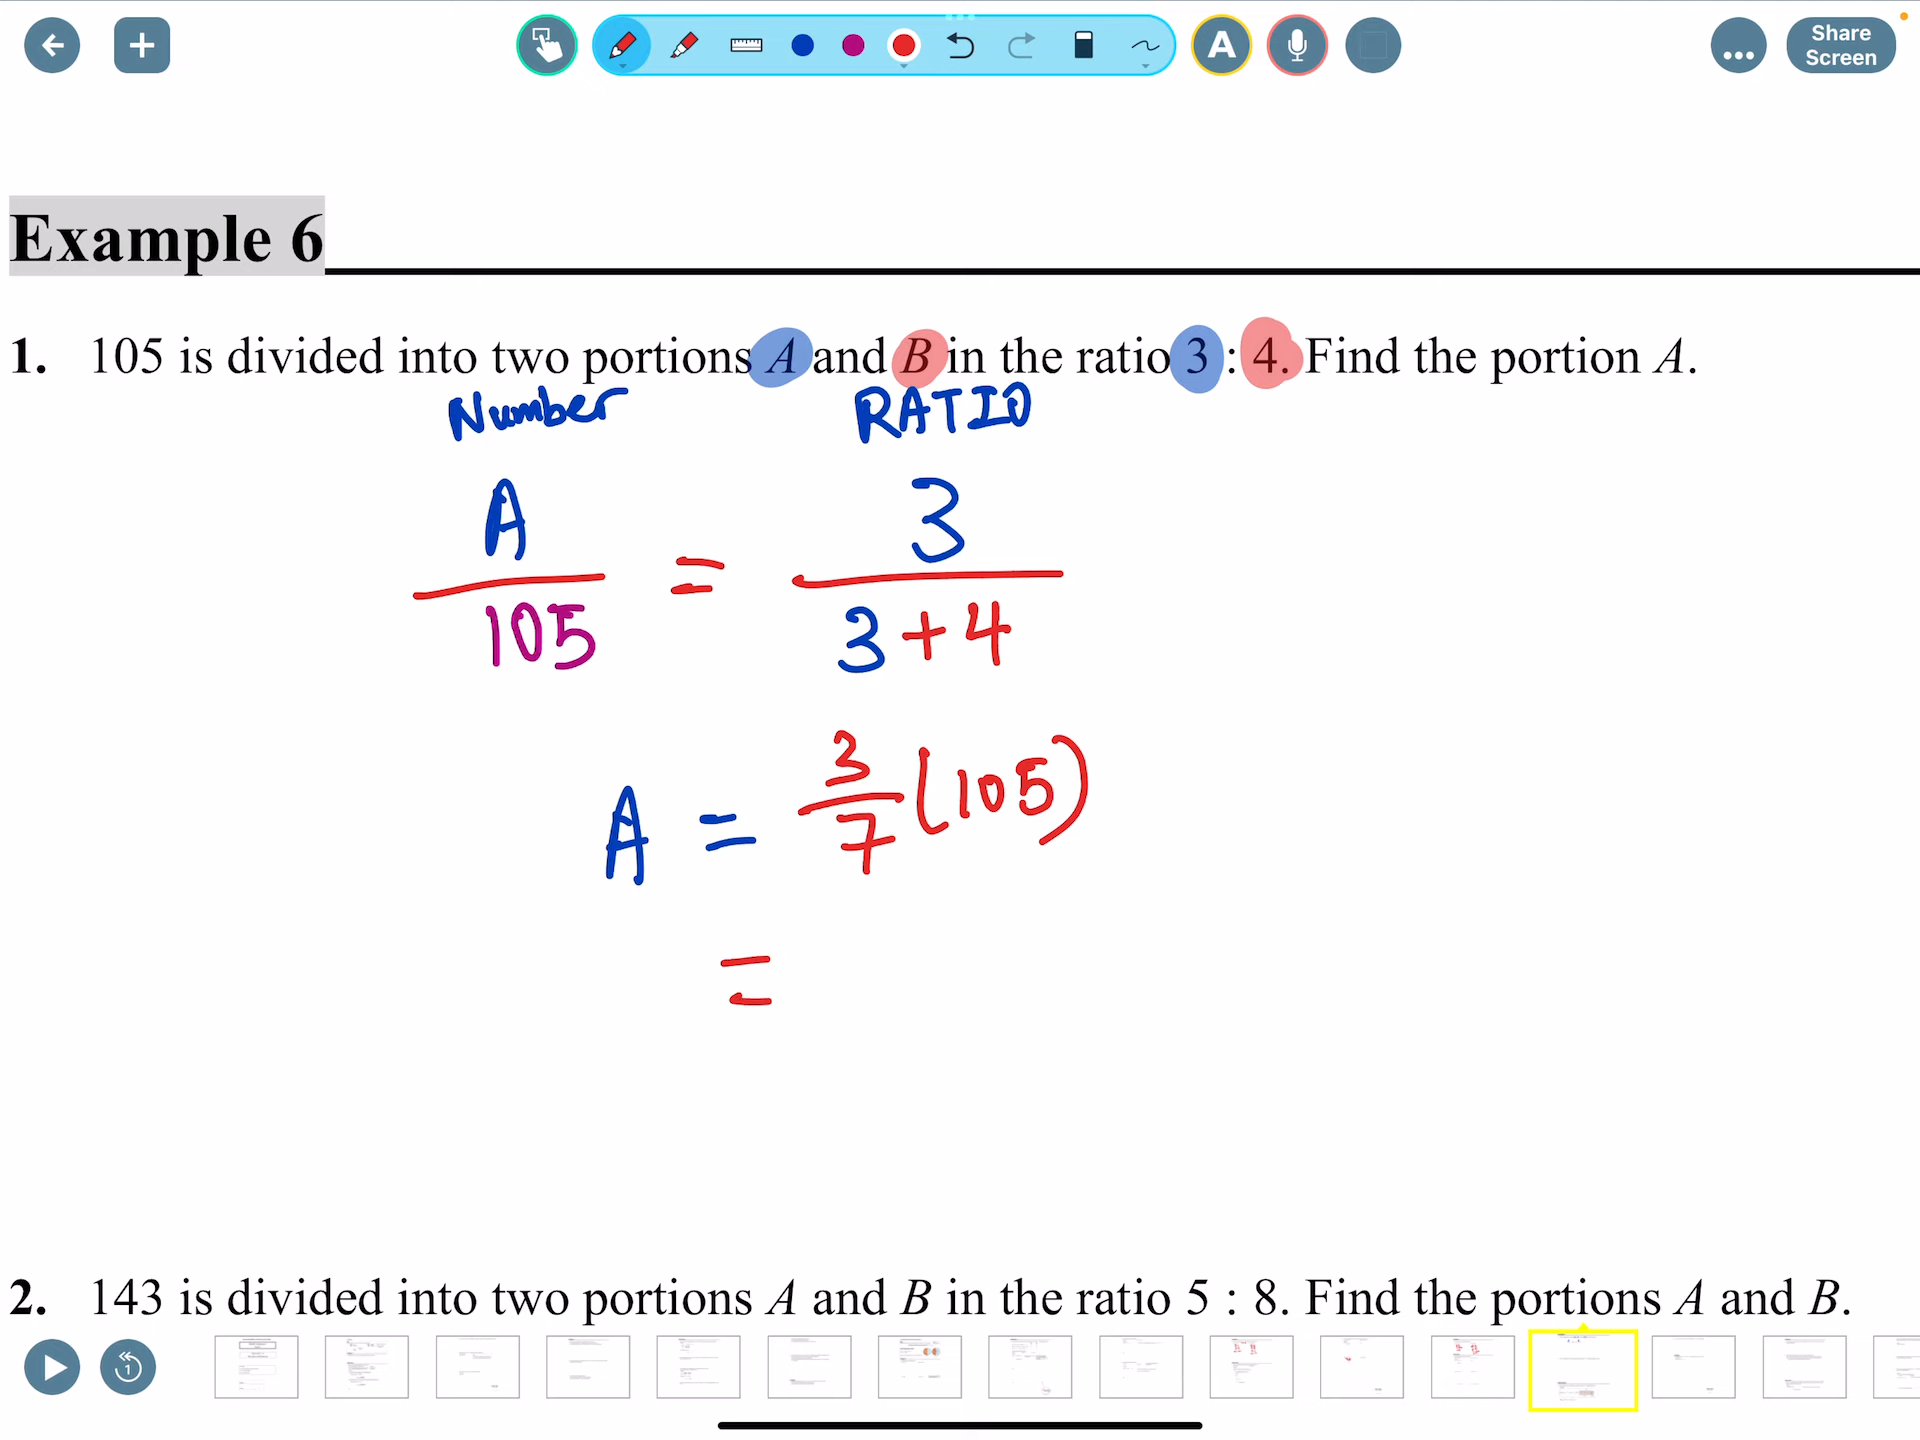 A
Share
Screen
Example 6
1. 105 is divided into two portions A and B in the ratio 3 : 4. Find the portion A.
Number RATIO
A/105 = 3/(3+4)
A = 3/7 (105)
=
2. 143 is divided into two portions A and B in the ratio 5 : 8. Find the portions A and B.
1